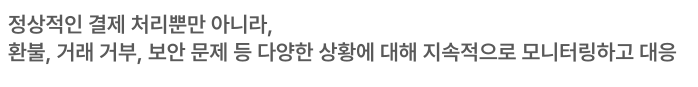 정상적인 결제 처리뿐만 아니라,
환불, 거래 거부, 보안 문제 등 다양한 상황에 대해 지속적으로 모니터링하고 대응